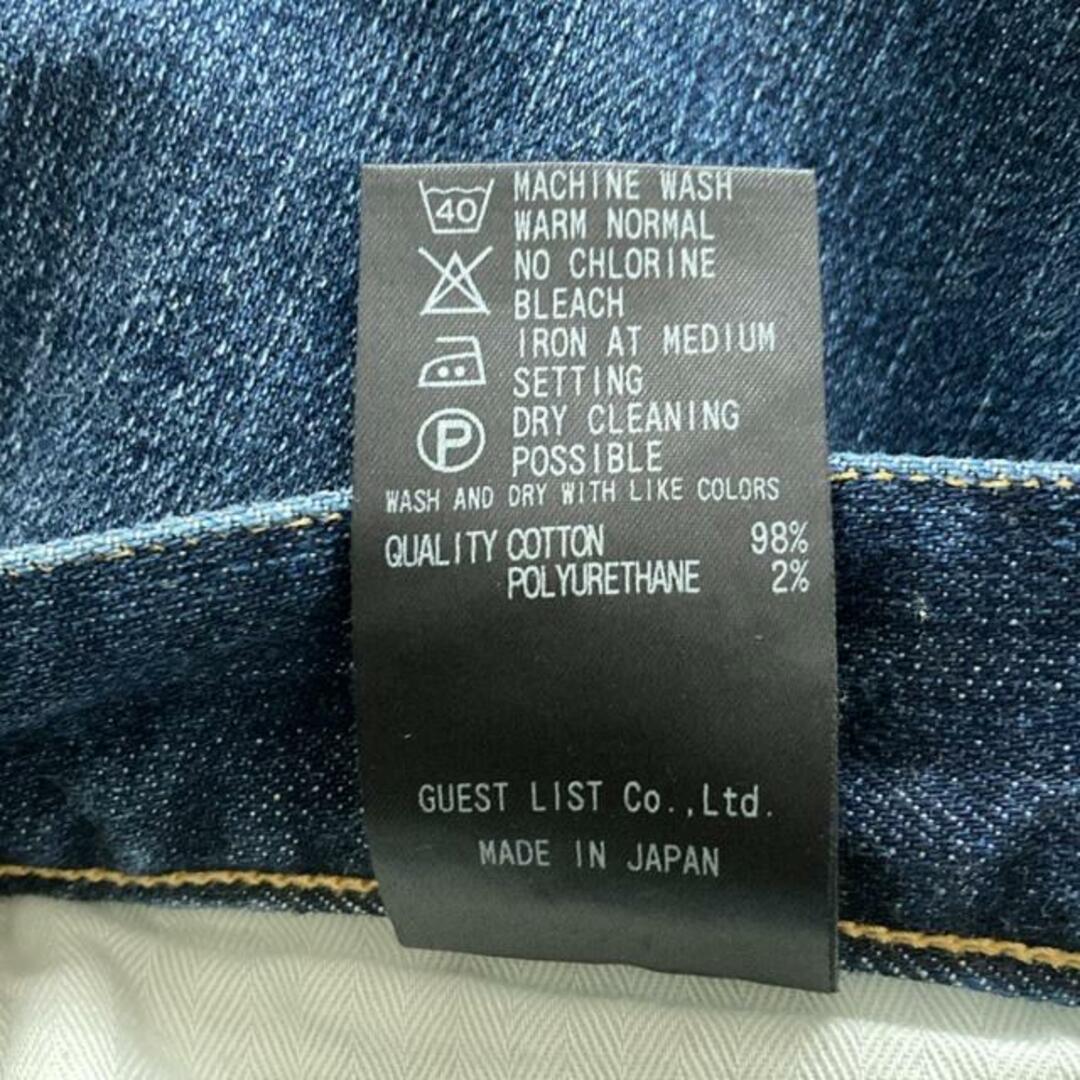 40 MACHINE WASH
WARM NORMAL
NO CHLORINE
BLEACH
IRON AT MEDIUM
SETTING
P DRY CLEANING
POSSIBLE
WASH AND DRY WITH LIKE COLORS
QUALITY COTTON 98%
POLYURETHANE 2%
GUEST LIST Co.,Ltd.
MADE IN JAPAN